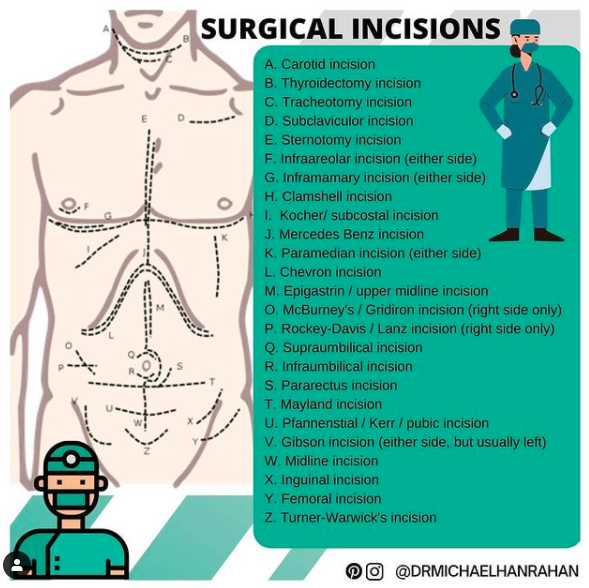 SURGICAL INCISIONS
A. Carotid incision
B. Thyroidectomy incision
C. Tracheotomy incision
D. Subclaviculor incision
E. Sternotomy incision
F. Infraareolar incision (either side)
G. Inframamary incision (either side)
H. Clamshell incision
I. Kocher/ subcostal incision
J. Mercedes Benz incision
K. Paramedian incision (either side)
L. Chevron incision
M. Epigastrin / upper midline incision
O. McBurney's / Gridiron incision (right side only)
P. Rockey-Davis / Lanz incision (right side only)
Q. Supraumbilical incision
R. Infraumbilical incision
S. Pararectus incision
T. Mayland incision
U. Pfannenstial / Kerr / pubic incision
V. Gibson incision (either side, but usually left)
W. Midline incision
X. Inguinal incision
Y. Femoral incision
Z. Turner-Warwick's incision
A
B
C
E
D
F
G
H
K
I
J
M
L
O
Q
P
R
S
T
V
U
W
X
Y
Z
@DRMICHAELHANRAHAN